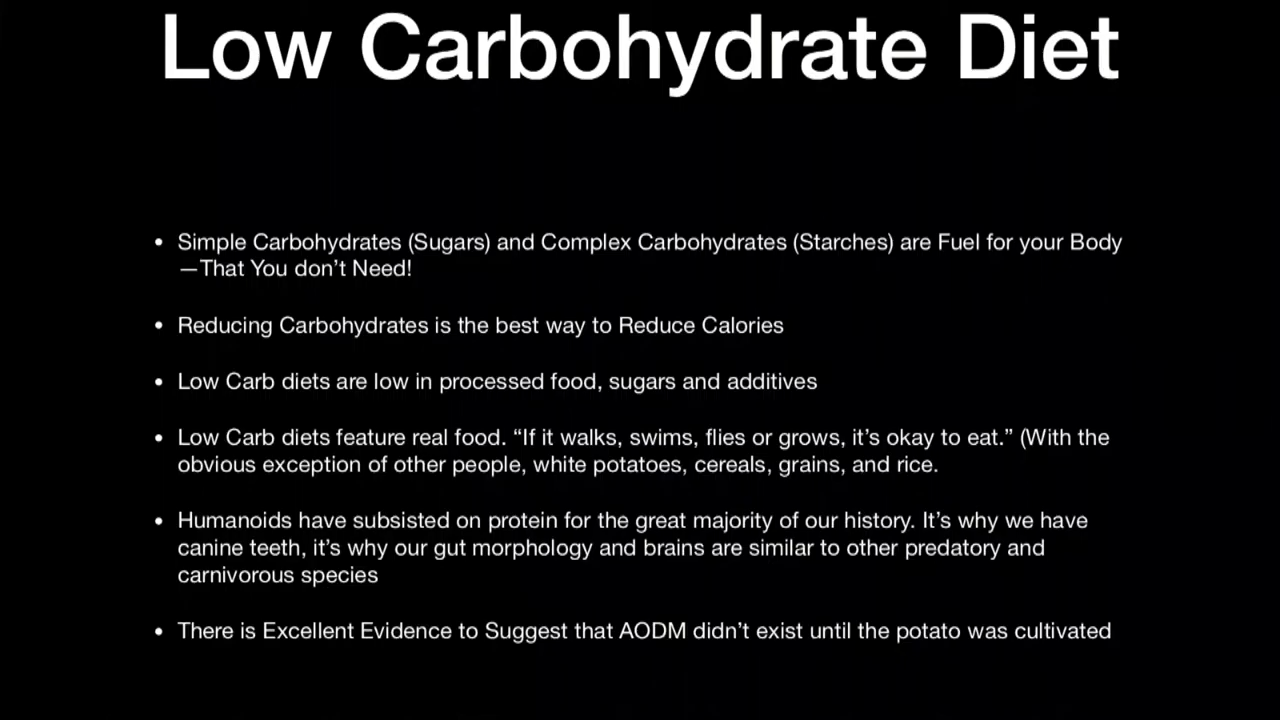 Low Carbohydrate Diet
• Simple Carbohydrates (Sugars) and Complex Carbohydrates (Starches) are Fuel for your Body
—That You don’t Need!
• Reducing Carbohydrates is the best way to Reduce Calories
• Low Carb diets are low in processed food, sugars and additives
• Low Carb diets feature real food. “If it walks, swims, flies or grows, it’s okay to eat.” (With the
obvious exception of other people, white potatoes, cereals, grains, and rice.
• Humanoids have subsisted on protein for the great majority of our history. It’s why we have
canine teeth, it’s why our gut morphology and brains are similar to other predatory and
carnivorous species
• There is Excellent Evidence to Suggest that AODM didn’t exist until the potato was cultivated